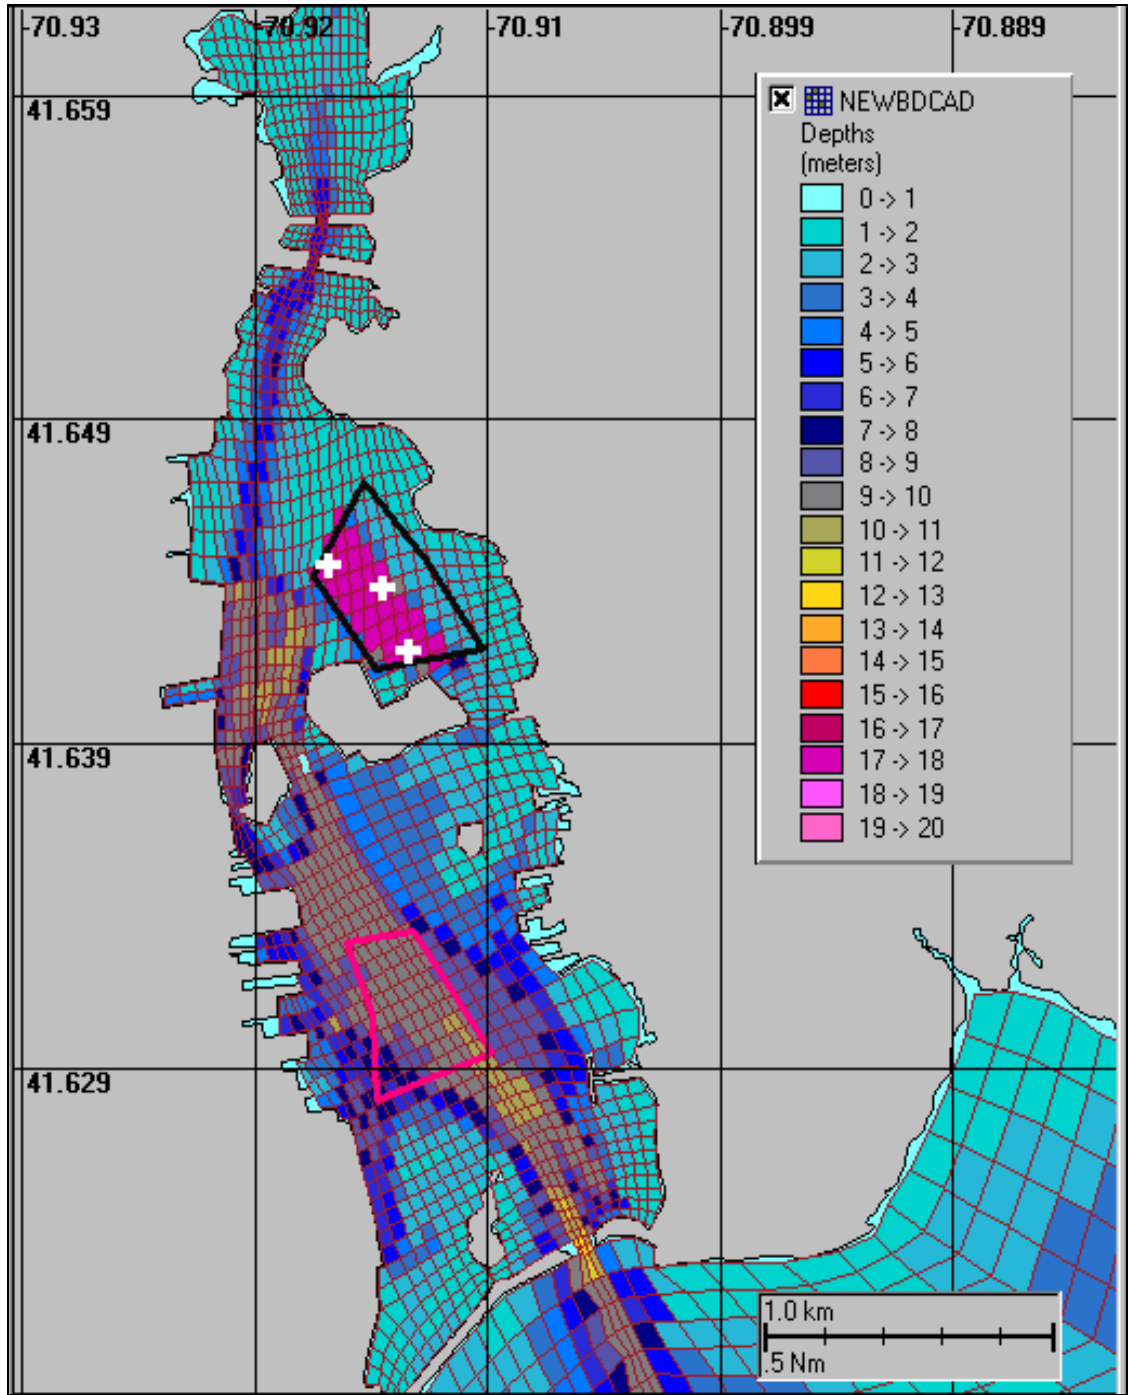 -70.93 -70.92 -70.91 -70.899 -70.889
41.659
NEWBDCAD
Depths
(meters)
0 -> 1
1 -> 2
2 -> 3
3 -> 4
4 -> 5
5 -> 6
6 -> 7
7 -> 8
8 -> 9
9 -> 10
10 -> 11
11 -> 12
12 -> 13
13 -> 14
14 -> 15
15 -> 16
16 -> 17
17 -> 18
18 -> 19
19 -> 20
41.649
41.639
41.629
1.0 km
.5 Nm